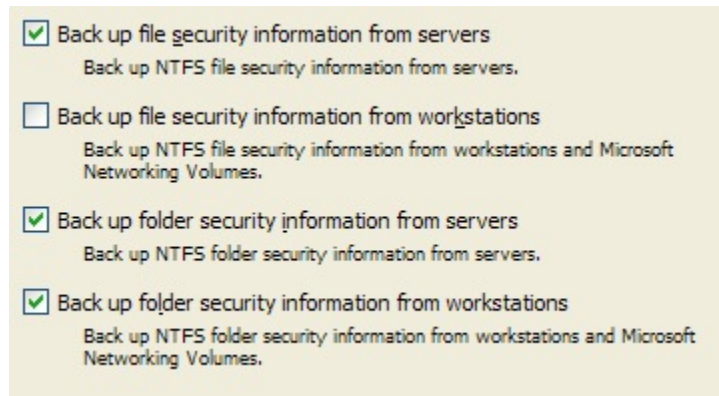 Back up file security information from servers
Back up NTFS file security information from servers.
Back up file security information from workstations
Back up NTFS file security information from workstations and Microsoft
Networking Volumes.
Back up folder security information from servers
Back up NTFS folder security information from servers.
Back up folder security information from workstations
Back up NTFS folder security information from workstations and Microsoft
Networking Volumes.